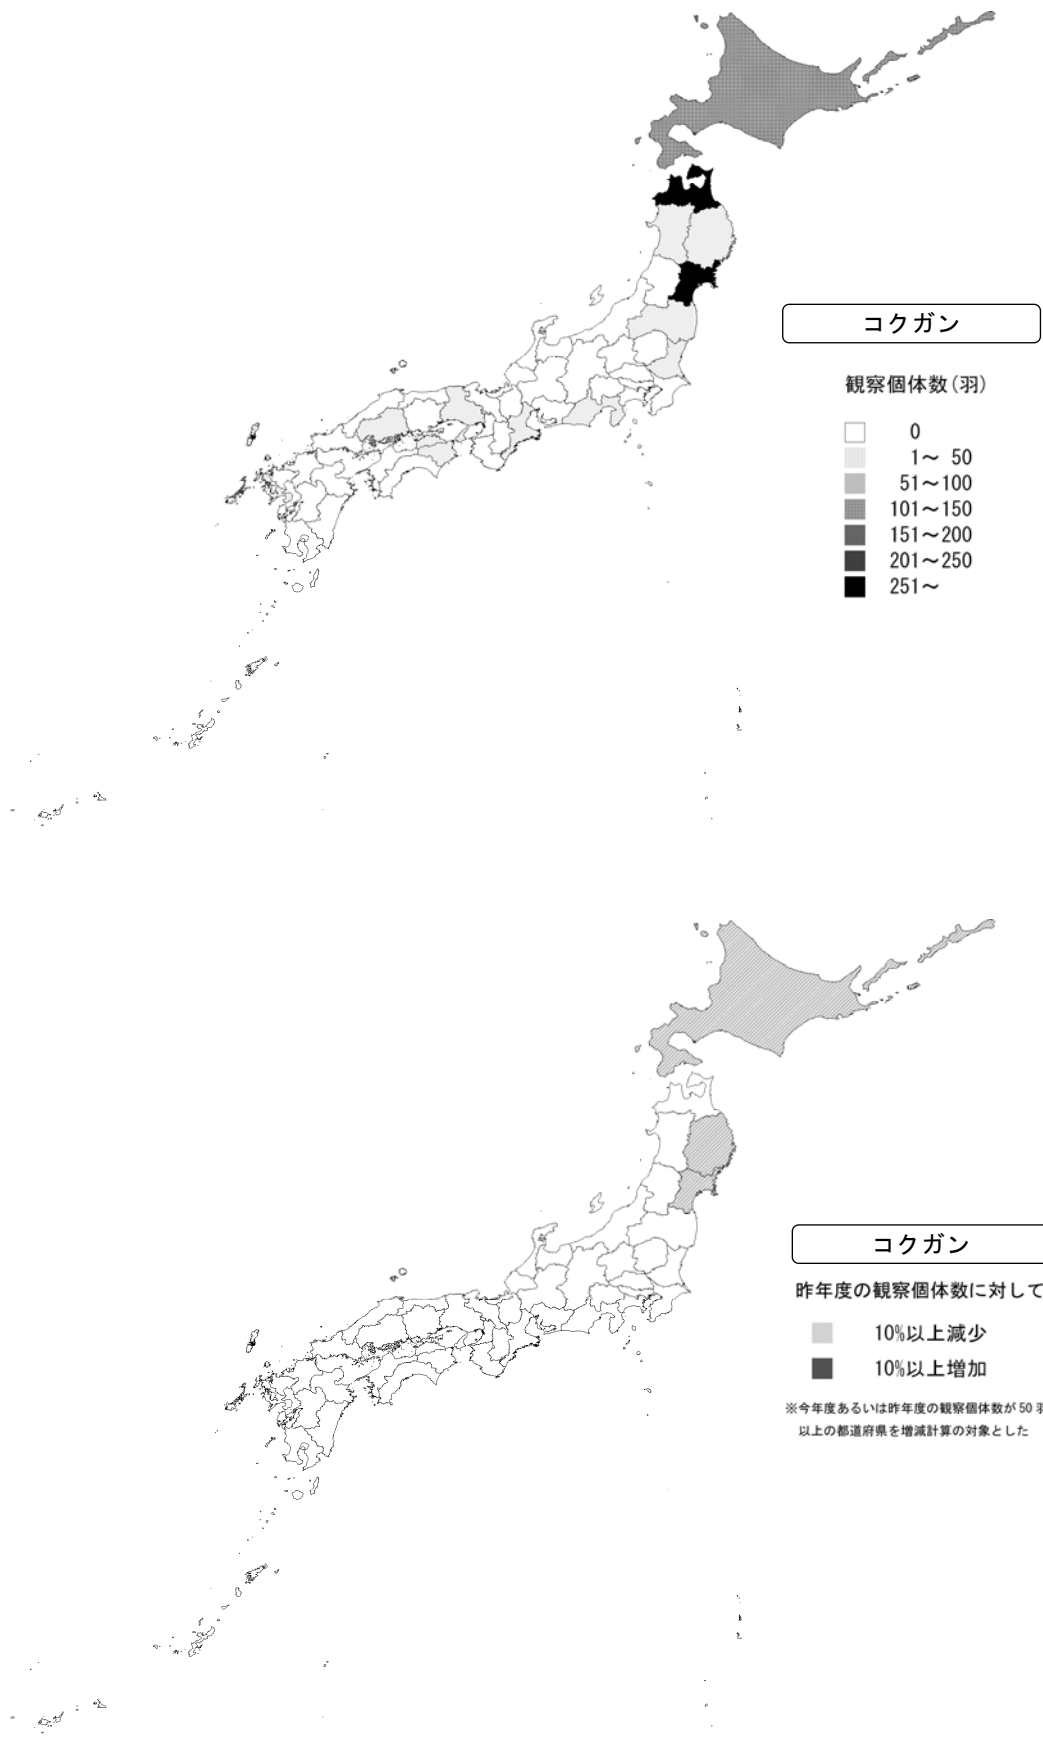 コクガン
観察個体数(羽)
0
1～ 50
51～100
101～150
151～200
201～250
251～
コクガン
昨年度の観察個体数に対して
10%以上減少
10%以上増加
※今年度あるいは昨年度の観察個体数が 50 羽
以上の都道府県を増減計算の対象とした